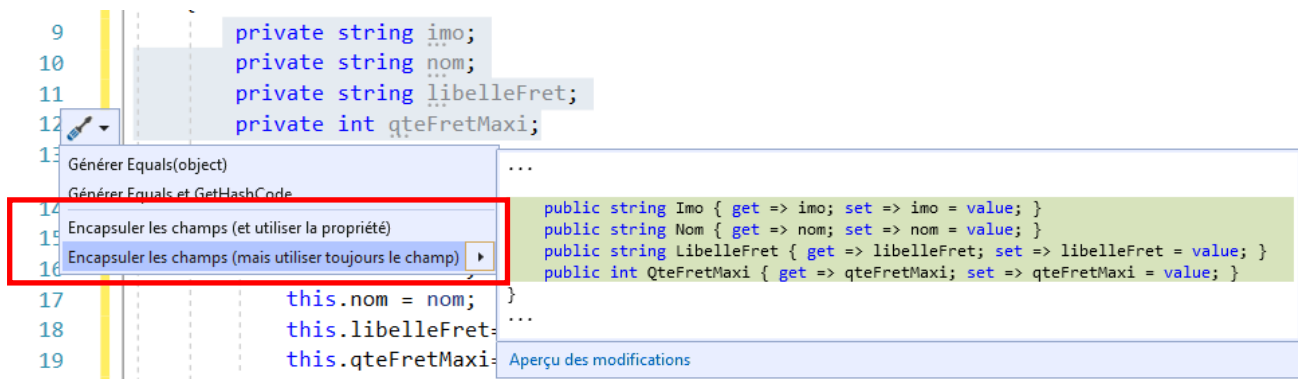 9 private string imo;
10 private string nom;
11 private string libelleFret;
12 private int qteFretMaxi;
13
Générer Equals(object)
Générer Equals et GetHashCode
14
15 Encapsuler les champs (et utiliser la propriété)
16 Encapsuler les champs (mais utiliser toujours le champ)
17 this.nom = nom;
18 this.libelleFret=
19 this.qteFretMaxi=
...
public string Imo { get => imo; set => imo = value; }
public string Nom { get => nom; set => nom = value; }
public string LibelleFret { get => libelleFret; set => libelleFret = value; }
public int QteFretMaxi { get => qteFretMaxi; set => qteFretMaxi = value; }
}
...
Aperçu des modifications